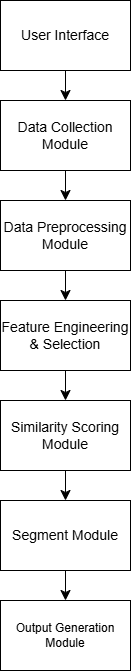 User Interface
Data Collection
Module
Data Preprocessing
Module
Feature Engineering
& Selection
Similarity Scoring
Module
Segment Module
Output Generation
Module